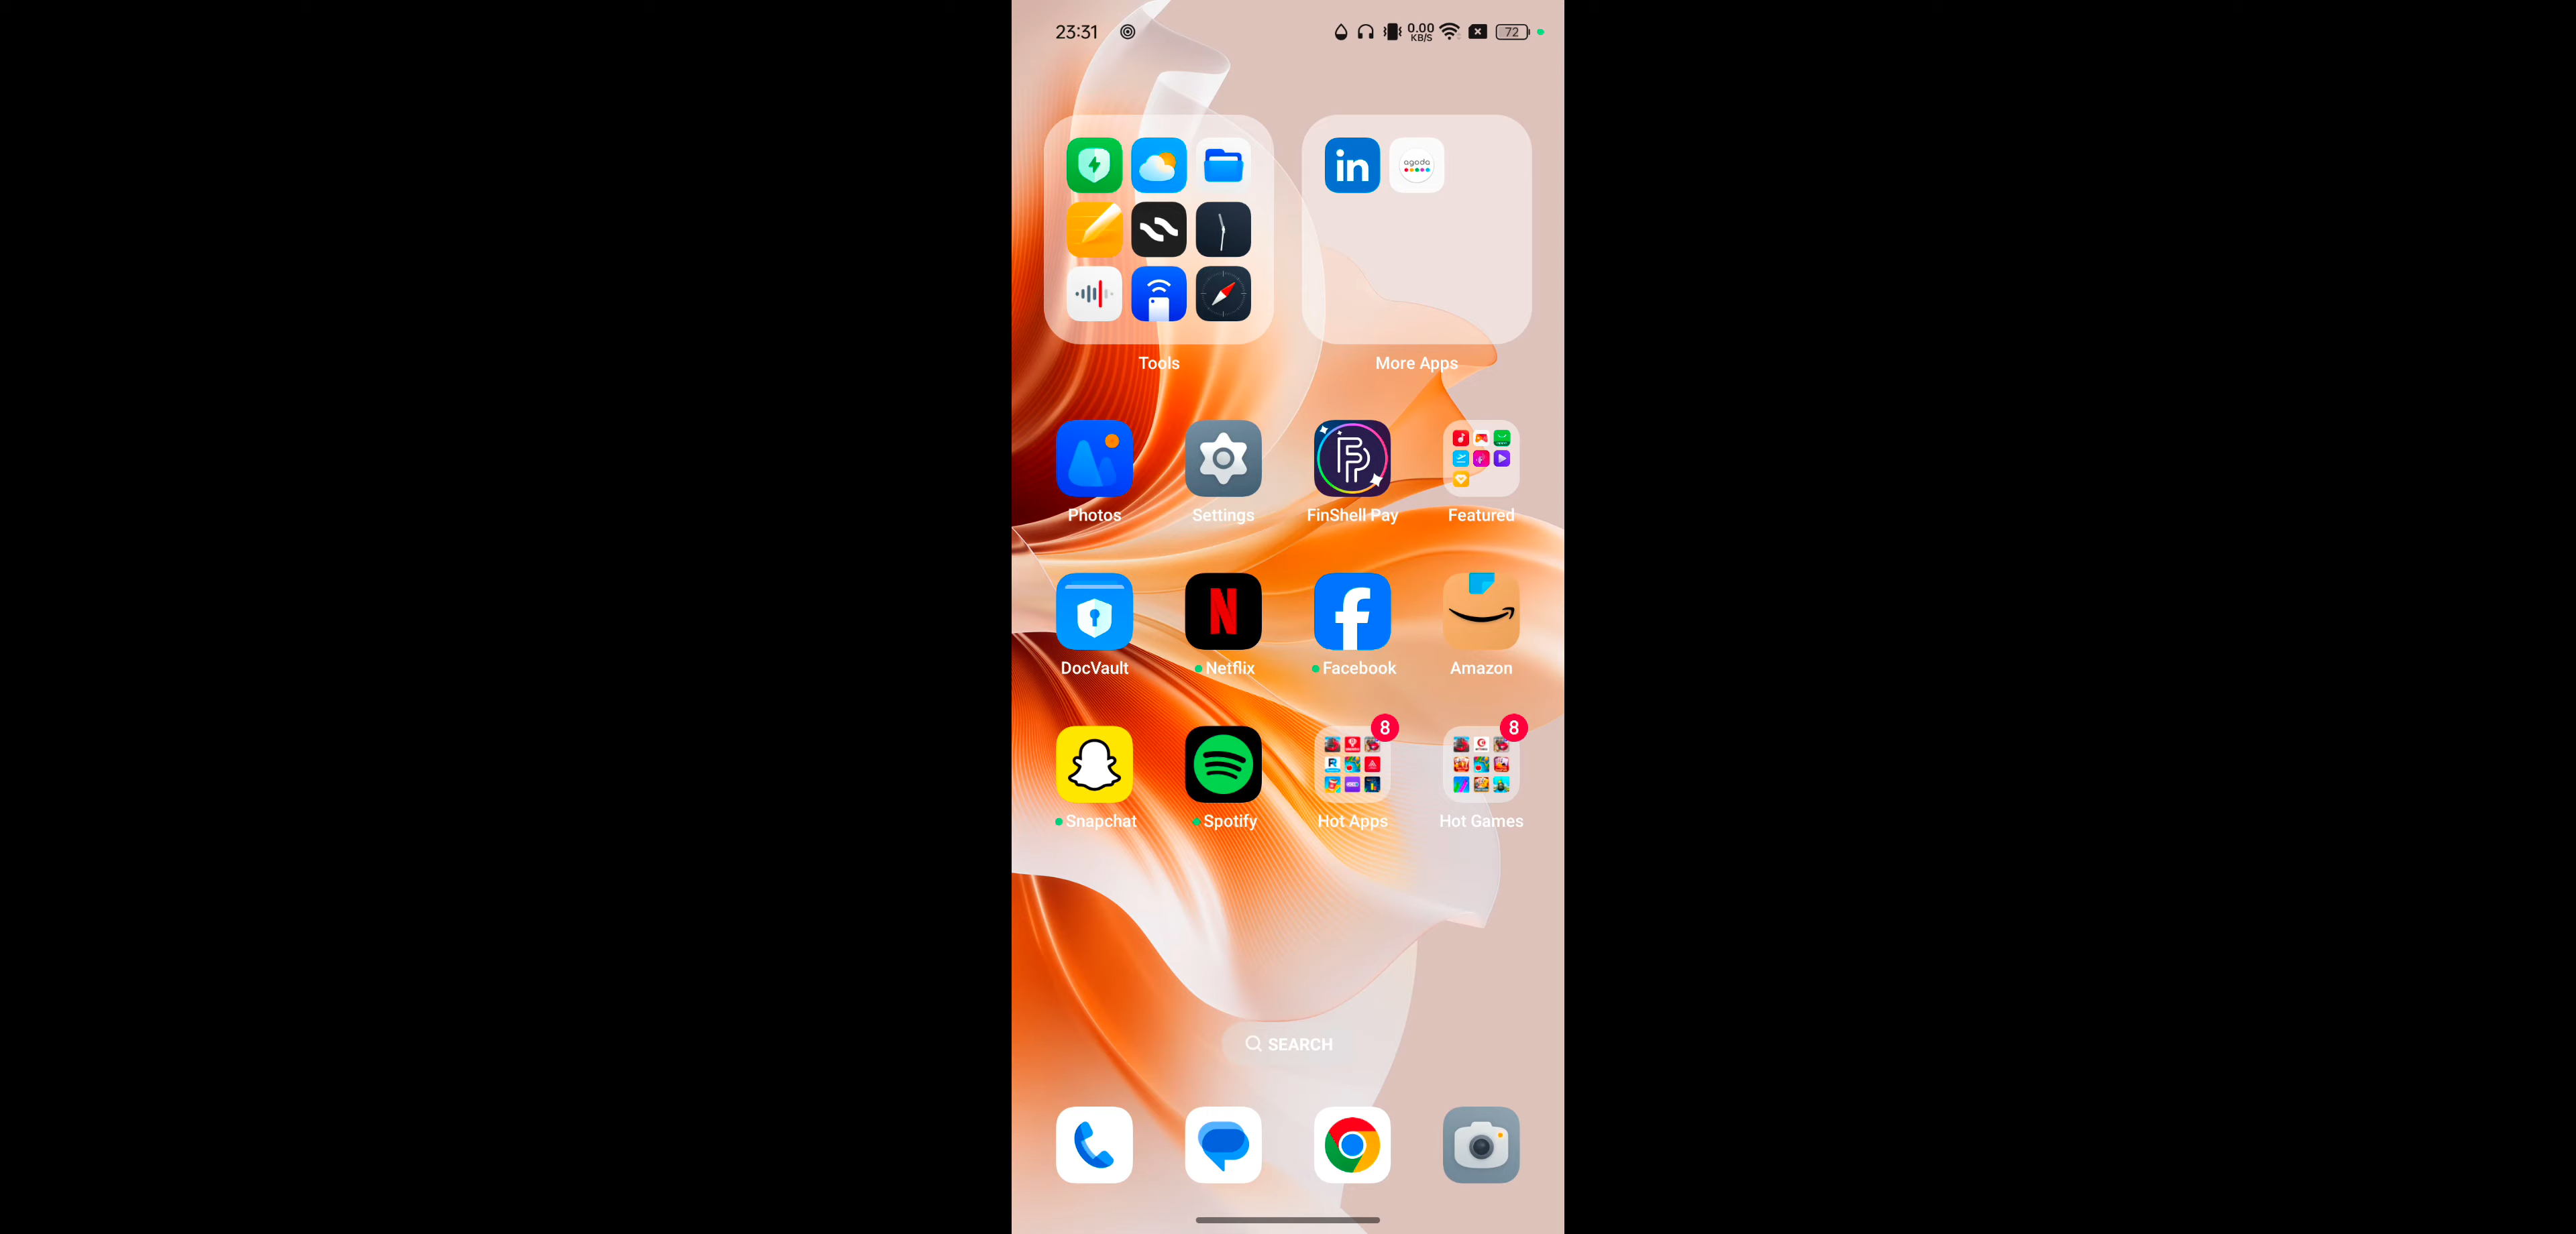 23:31 0.00 KB/S 72
in agoda
Tools More Apps
Photos Settings FinShell Pay Featured
DocVault Netflix Facebook Amazon
8 8
Snapchat Spotify Hot Apps Hot Games
SEARCH